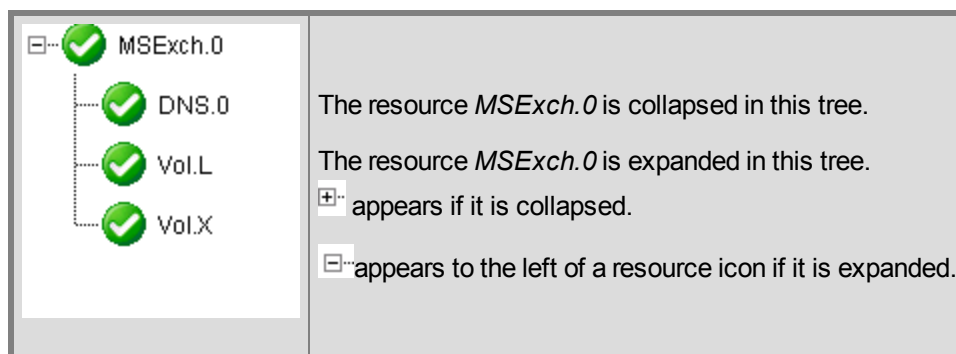 MSExch.0
DNS.0
Vol.L
Vol.X
The resource MSExch.0 is collapsed in this tree.
The resource MSExch.0 is expanded in this tree.
appears if it is collapsed.
appears to the left of a resource icon if it is expanded.